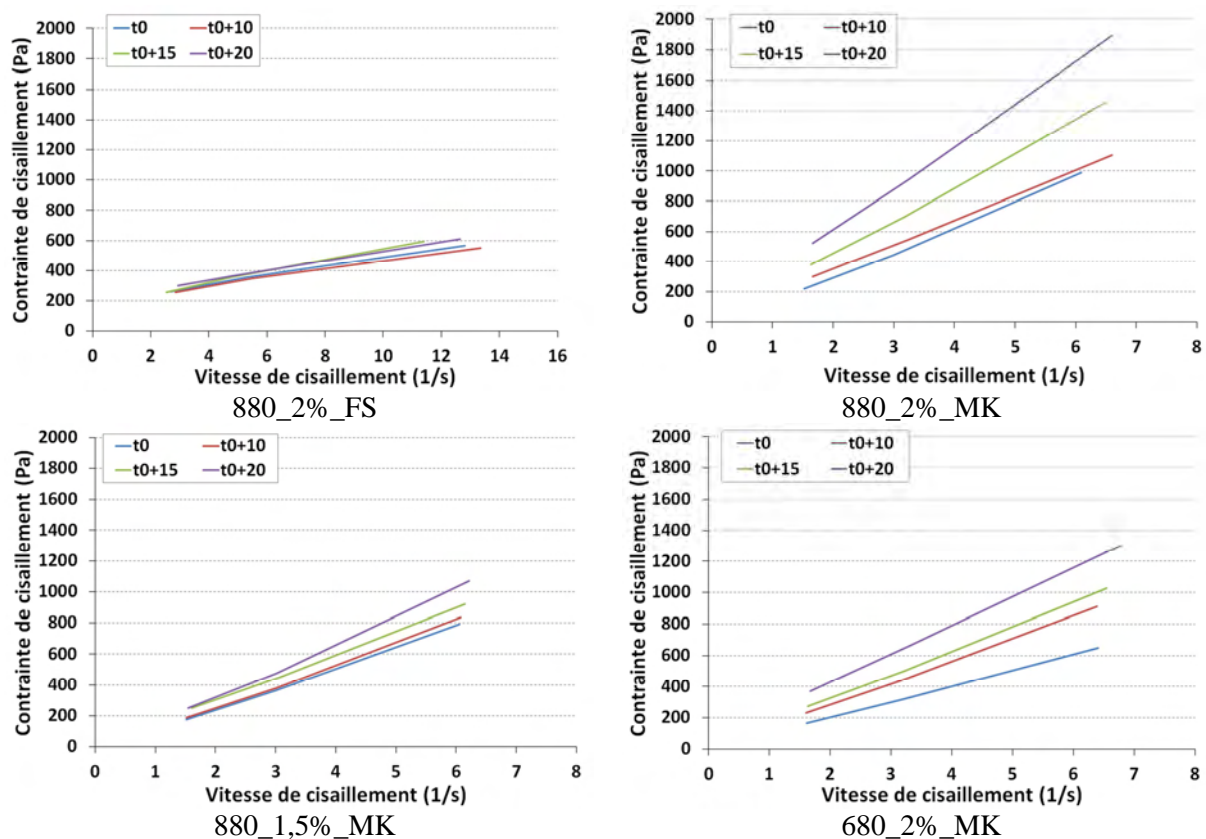 t0 t0+10
t0+15 t0+20
Contrainte de cisaillement (Pa)
2000
1800
1600
1400
1200
1000
800
600
400
200
0
0 2 4 6 8 10 12 14 16
Vitesse de cisaillement (1/s)
880_2%_FS
t0 t0+10
t0+15 t0+20
Contrainte de cisaillement (Pa)
2000
1800
1600
1400
1200
1000
800
600
400
200
0
0 1 2 3 4 5 6 7 8
Vitesse de cisaillement (1/s)
880_2%_MK
t0 t0+10
t0+15 t0+20
Contrainte de cisaillement (Pa)
2000
1800
1600
1400
1200
1000
800
600
400
200
0
0 1 2 3 4 5 6 7 8
Vitesse de cisaillement (1/s)
880_1,5%_MK
t0 t0+10
t0+15 t0+20
Contrainte de cisaillement (Pa)
2000
1800
1600
1400
1200
1000
800
600
400
200
0
0 1 2 3 4 5 6 7 8
Vitesse de cisaillement (1/s)
680_2%_MK